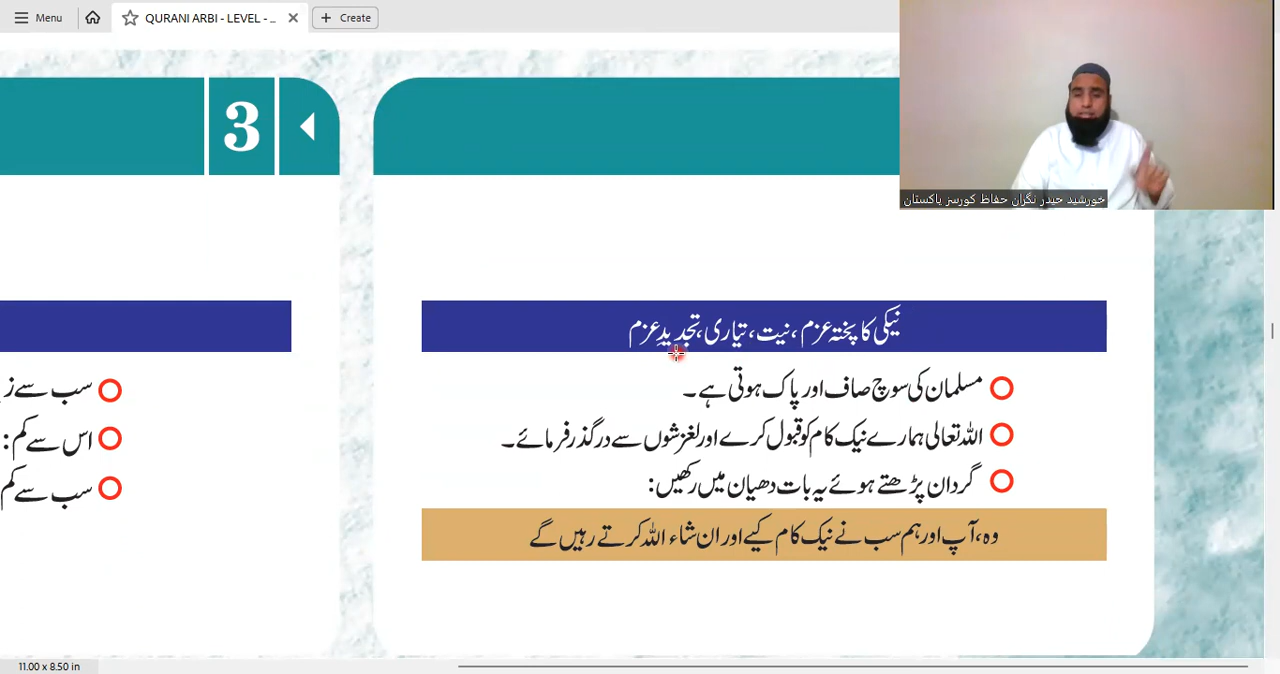 Menu
QURANI ARBI - LEVEL - ...
Create
خورشید حیدر نگران حفاظ کورسز پاکستان
3
نیکی کا پختہ عزم، نیت، تیاری، تجدیدِ عزم
مسلمان کی سوچ صاف اور پاک ہوتی ہے۔
اللہ تعالی ہمارے نیک کام کو قبول کرے اور لغزشوں سے درگذر فرمائے۔
گردان پڑھتے ہوئے یہ بات دھیان میں رکھیں:
وہ، آپ اور ہم سب نے نیک کام کیے اور ان شاء اللہ کرتے رہیں گے
سب سے ز
اس سے کم:
سب سے کم
11.00 x 8.50 in